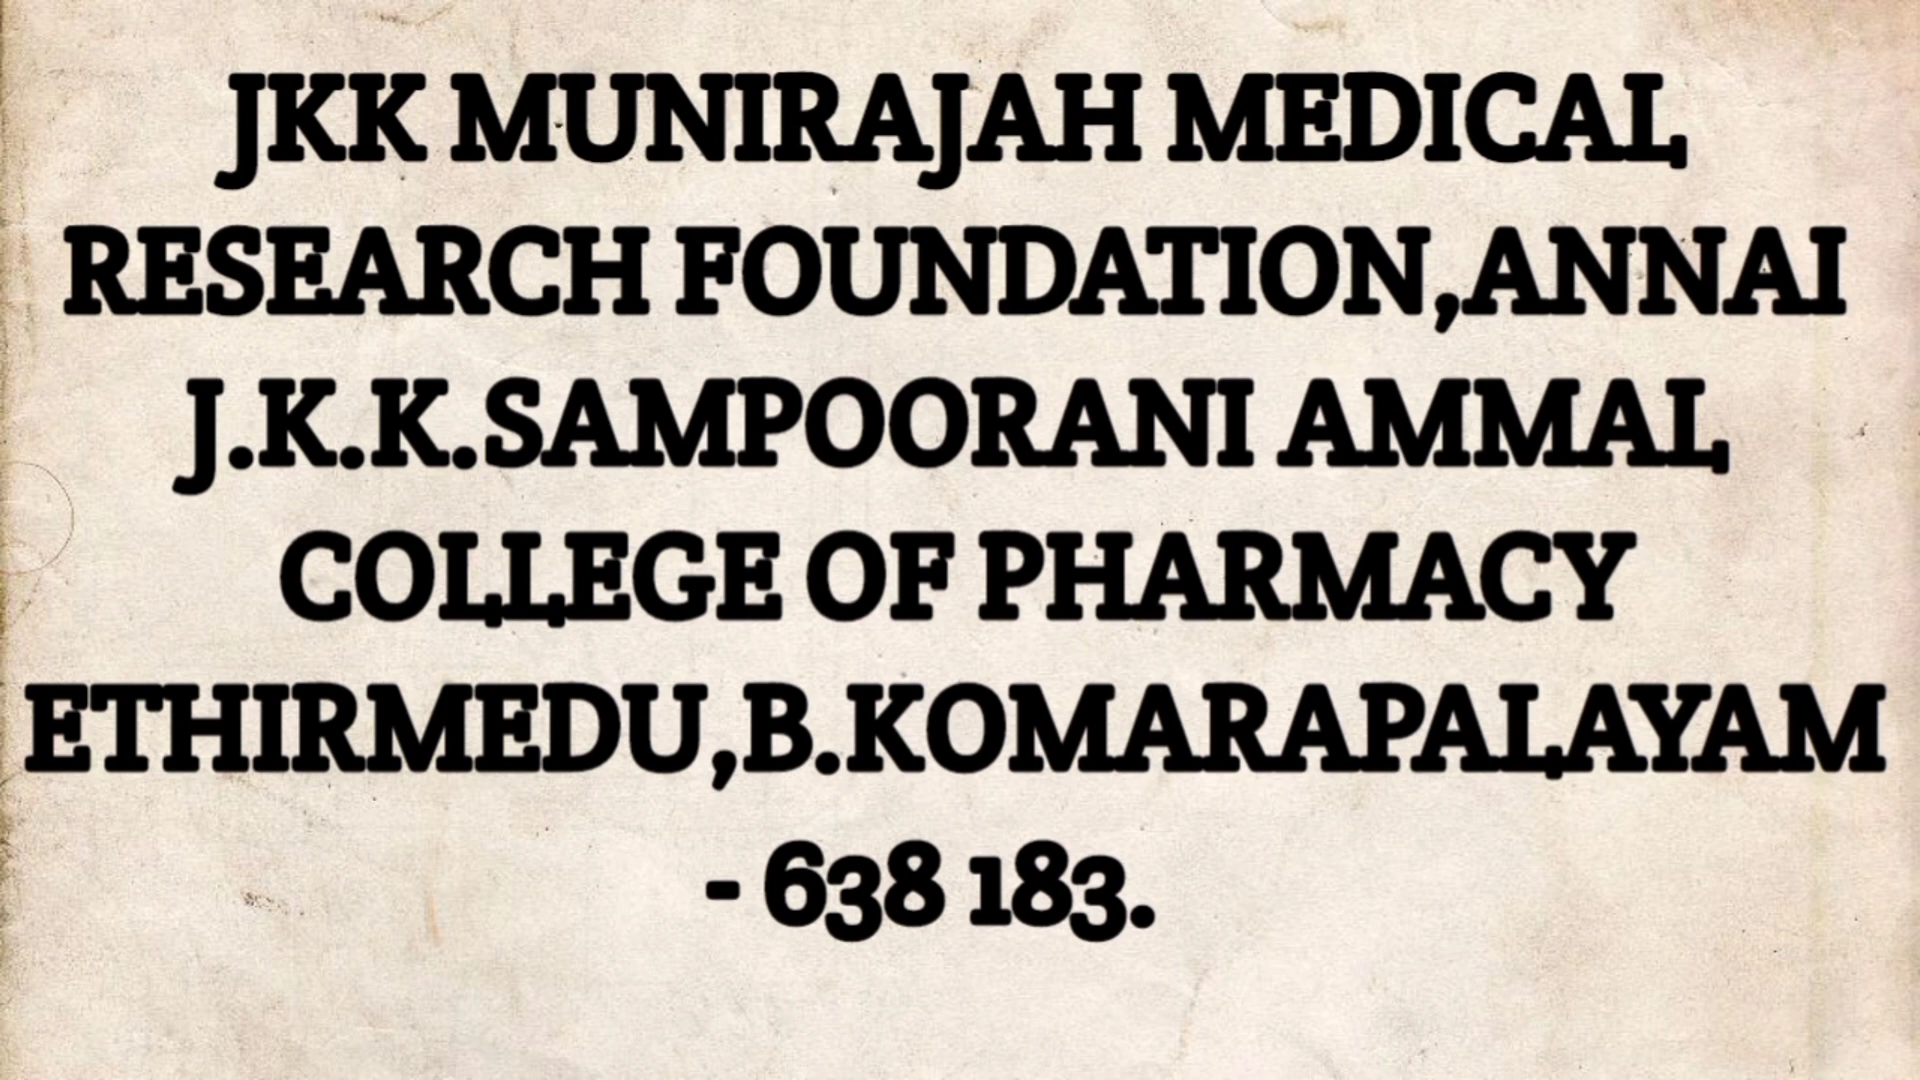 JKK MUNIRAJAH MEDICAL
RESEARCH FOUNDATION,ANNAI
J.K.K.SAMPOORANI AMMAL
COLLEGE OF PHARMACY
ETHIRMEDU,B.KOMARAPALAYAM
- 638 183.